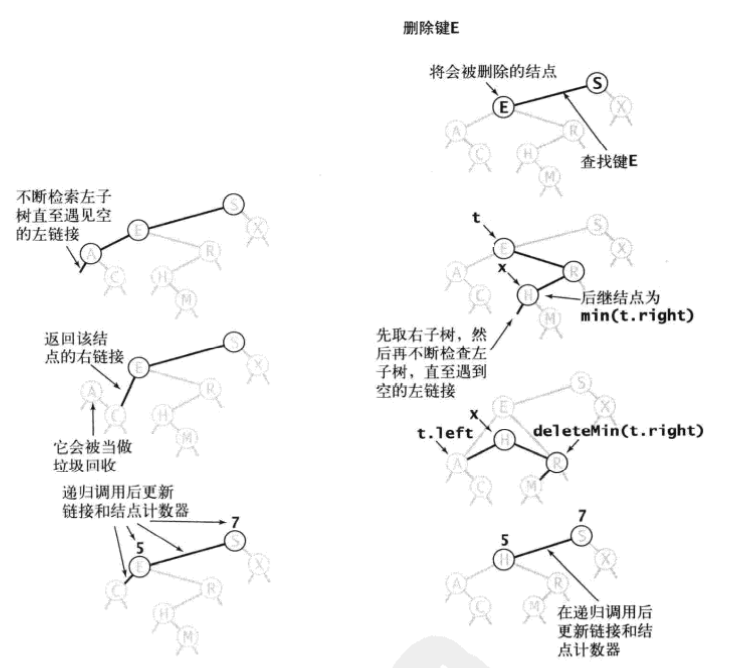 不断检索左子
树直至遇见空
的左链接
S
E
X
A
R
C
H
M
返回该结
点的右链接
S
E
X
A
R
C
H
M
它会被当做
垃圾回收
递归调用后更新
链接和结点计数器
7
5
S
E
X
C
R
H
M
删除键E
将会被删除的结点
S
E
X
A
R
C
H
M
查找键E
t
S
E
X
A
x
R
C
H
后继结点为
M
min(t.right)
先取右子树，然
后再不断检查左
子树，直至遇到
空的左链接
S
E
X
x
t.left
H
deleteMin(t.right)
A
R
C
M
7
5
S
H
X
A
R
C
M
在递归调用后
更新链接和结
点计数器